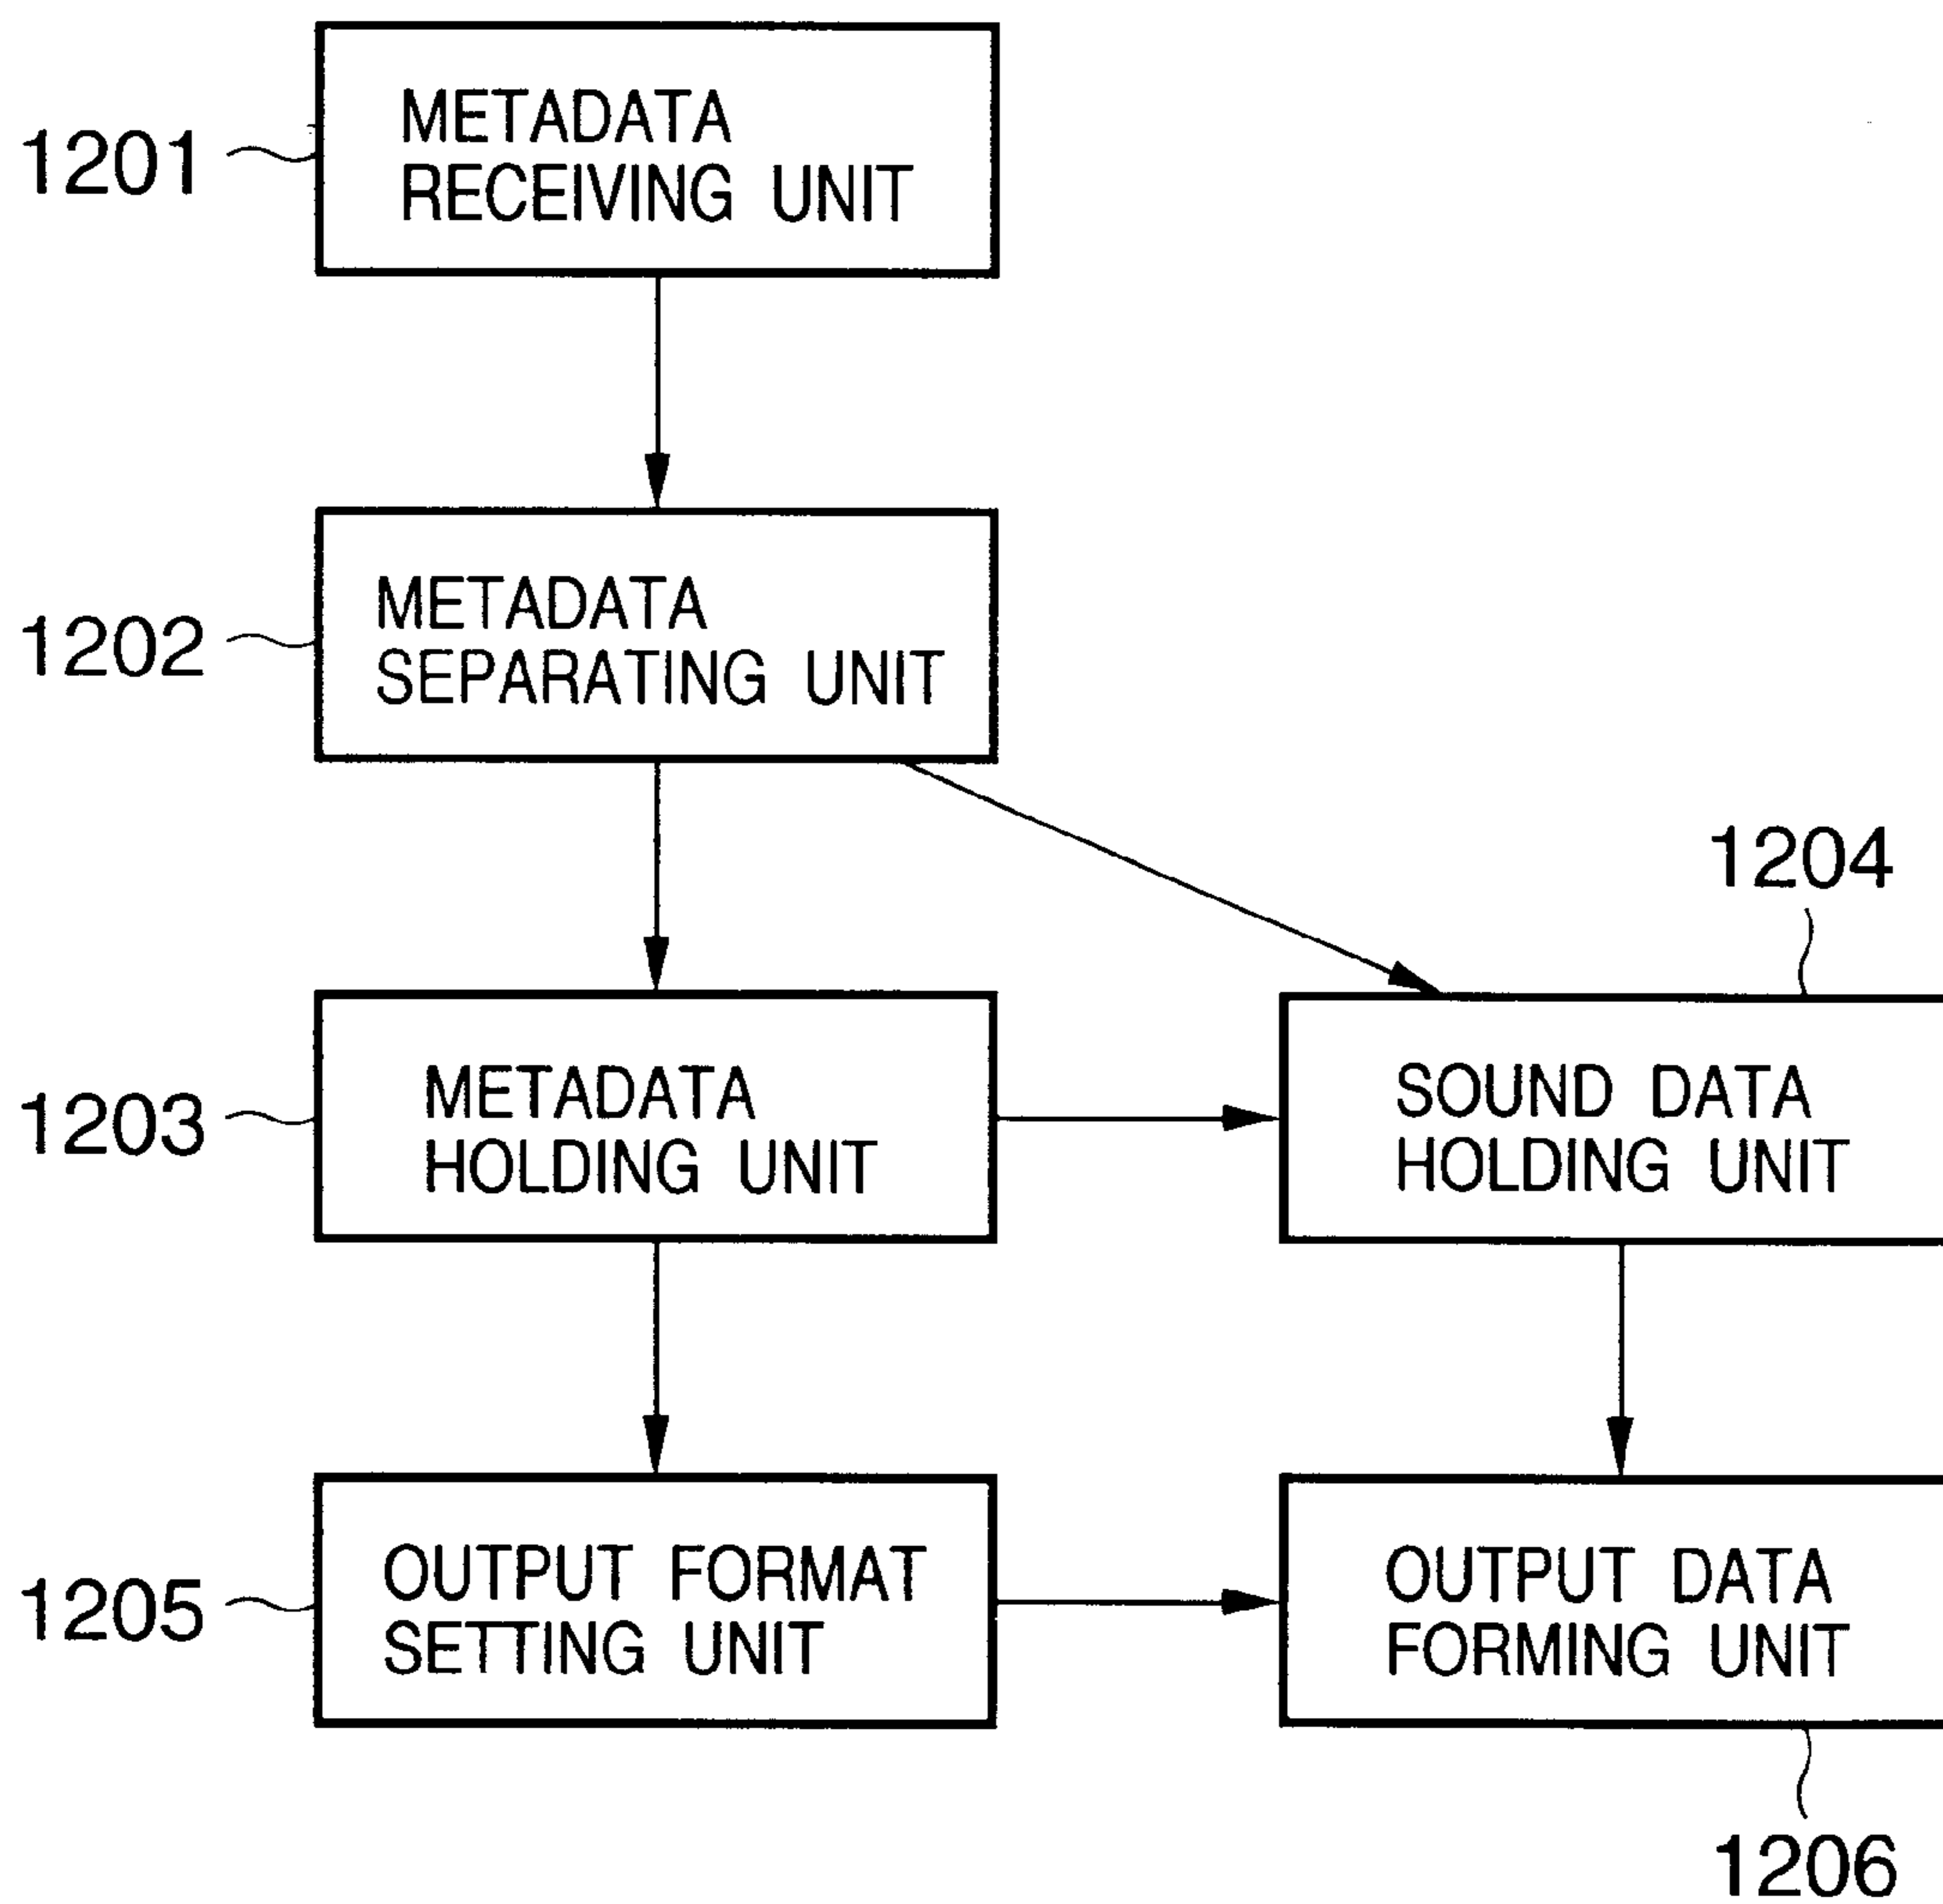 1201
METADATA
RECEIVING UNIT
1202
METADATA
SEPARATING UNIT
1203
METADATA
HOLDING UNIT
1204
SOUND DATA
HOLDING UNIT
1205
OUTPUT FORMAT
SETTING UNIT
OUTPUT DATA
FORMING UNIT
1206